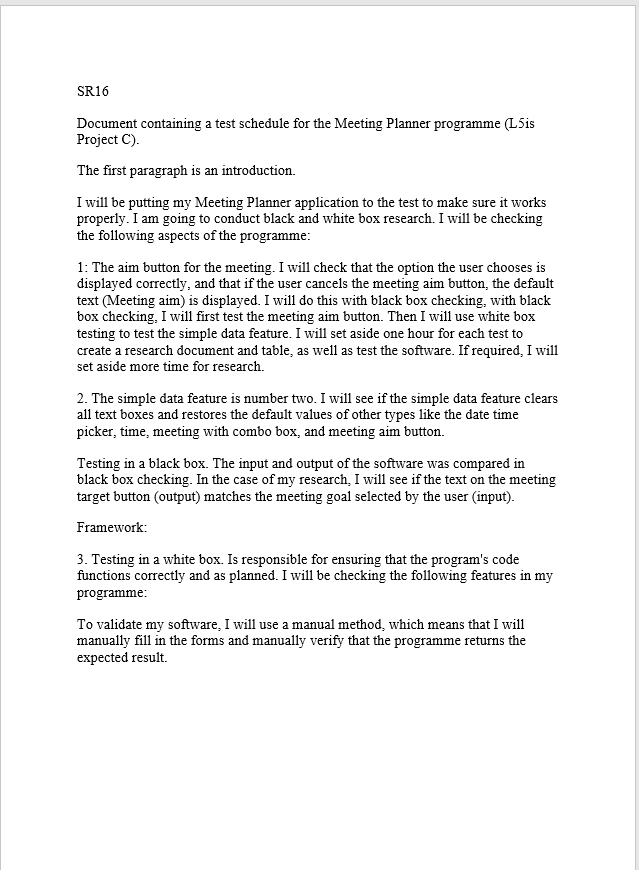 SR16
Document containing a test schedule for the Meeting Planner programme (L5is
Project C).
The first paragraph is an introduction.
I will be putting my Meeting Planner application to the test to make sure it works
properly. I am going to conduct black and white box research. I will be checking
the following aspects of the programme:
1: The aim button for the meeting. I will check that the option the user chooses is
displayed correctly, and that if the user cancels the meeting aim button, the default
text (Meeting aim) is displayed. I will do this with black box checking, with black
box checking, I will first test the meeting aim button. Then I will use white box
testing to test the simple data feature. I will set aside one hour for each test to
create a research document and table, as well as test the software. If required, I will
set aside more time for research.
2. The simple data feature is number two. I will see if the simple data feature clears
all text boxes and restores the default values of other types like the date time
picker, time, meeting with combo box, and meeting aim button.
Testing in a black box. The input and output of the software was compared in
black box checking. In the case of my research, I will see if the text on the meeting
target button (output) matches the meeting goal selected by the user (input).
Framework:
3. Testing in a white box. Is responsible for ensuring that the program's code
functions correctly and as planned. I will be checking the following features in my
programme:
To validate my software, I will use a manual method, which means that I will
manually fill in the forms and manually verify that the programme returns the
expected result.